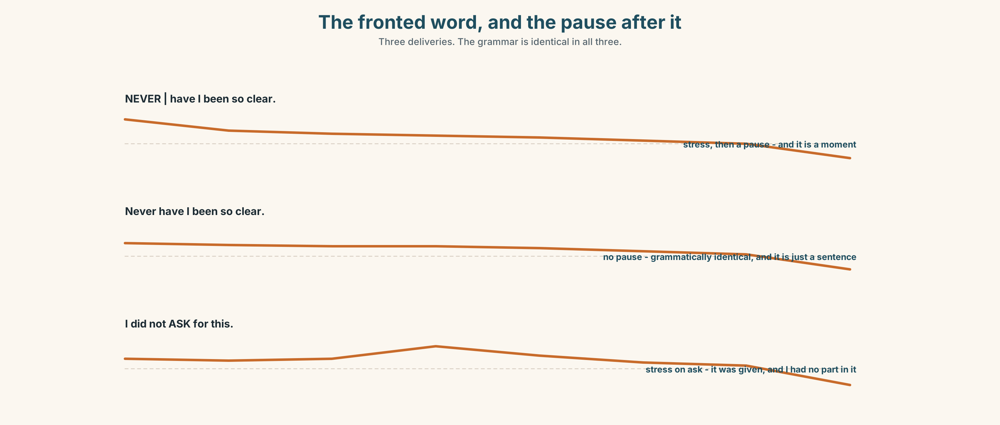 The fronted word, and the pause after it
Three deliveries. The grammar is identical in all three.
NEVER | have I been so clear.
stress, then a pause - and it is a moment
Never have I been so clear.
no pause - grammatically identical, and it is just a sentence
I did not ASK for this.
stress on ask - it was given, and I had no part in it